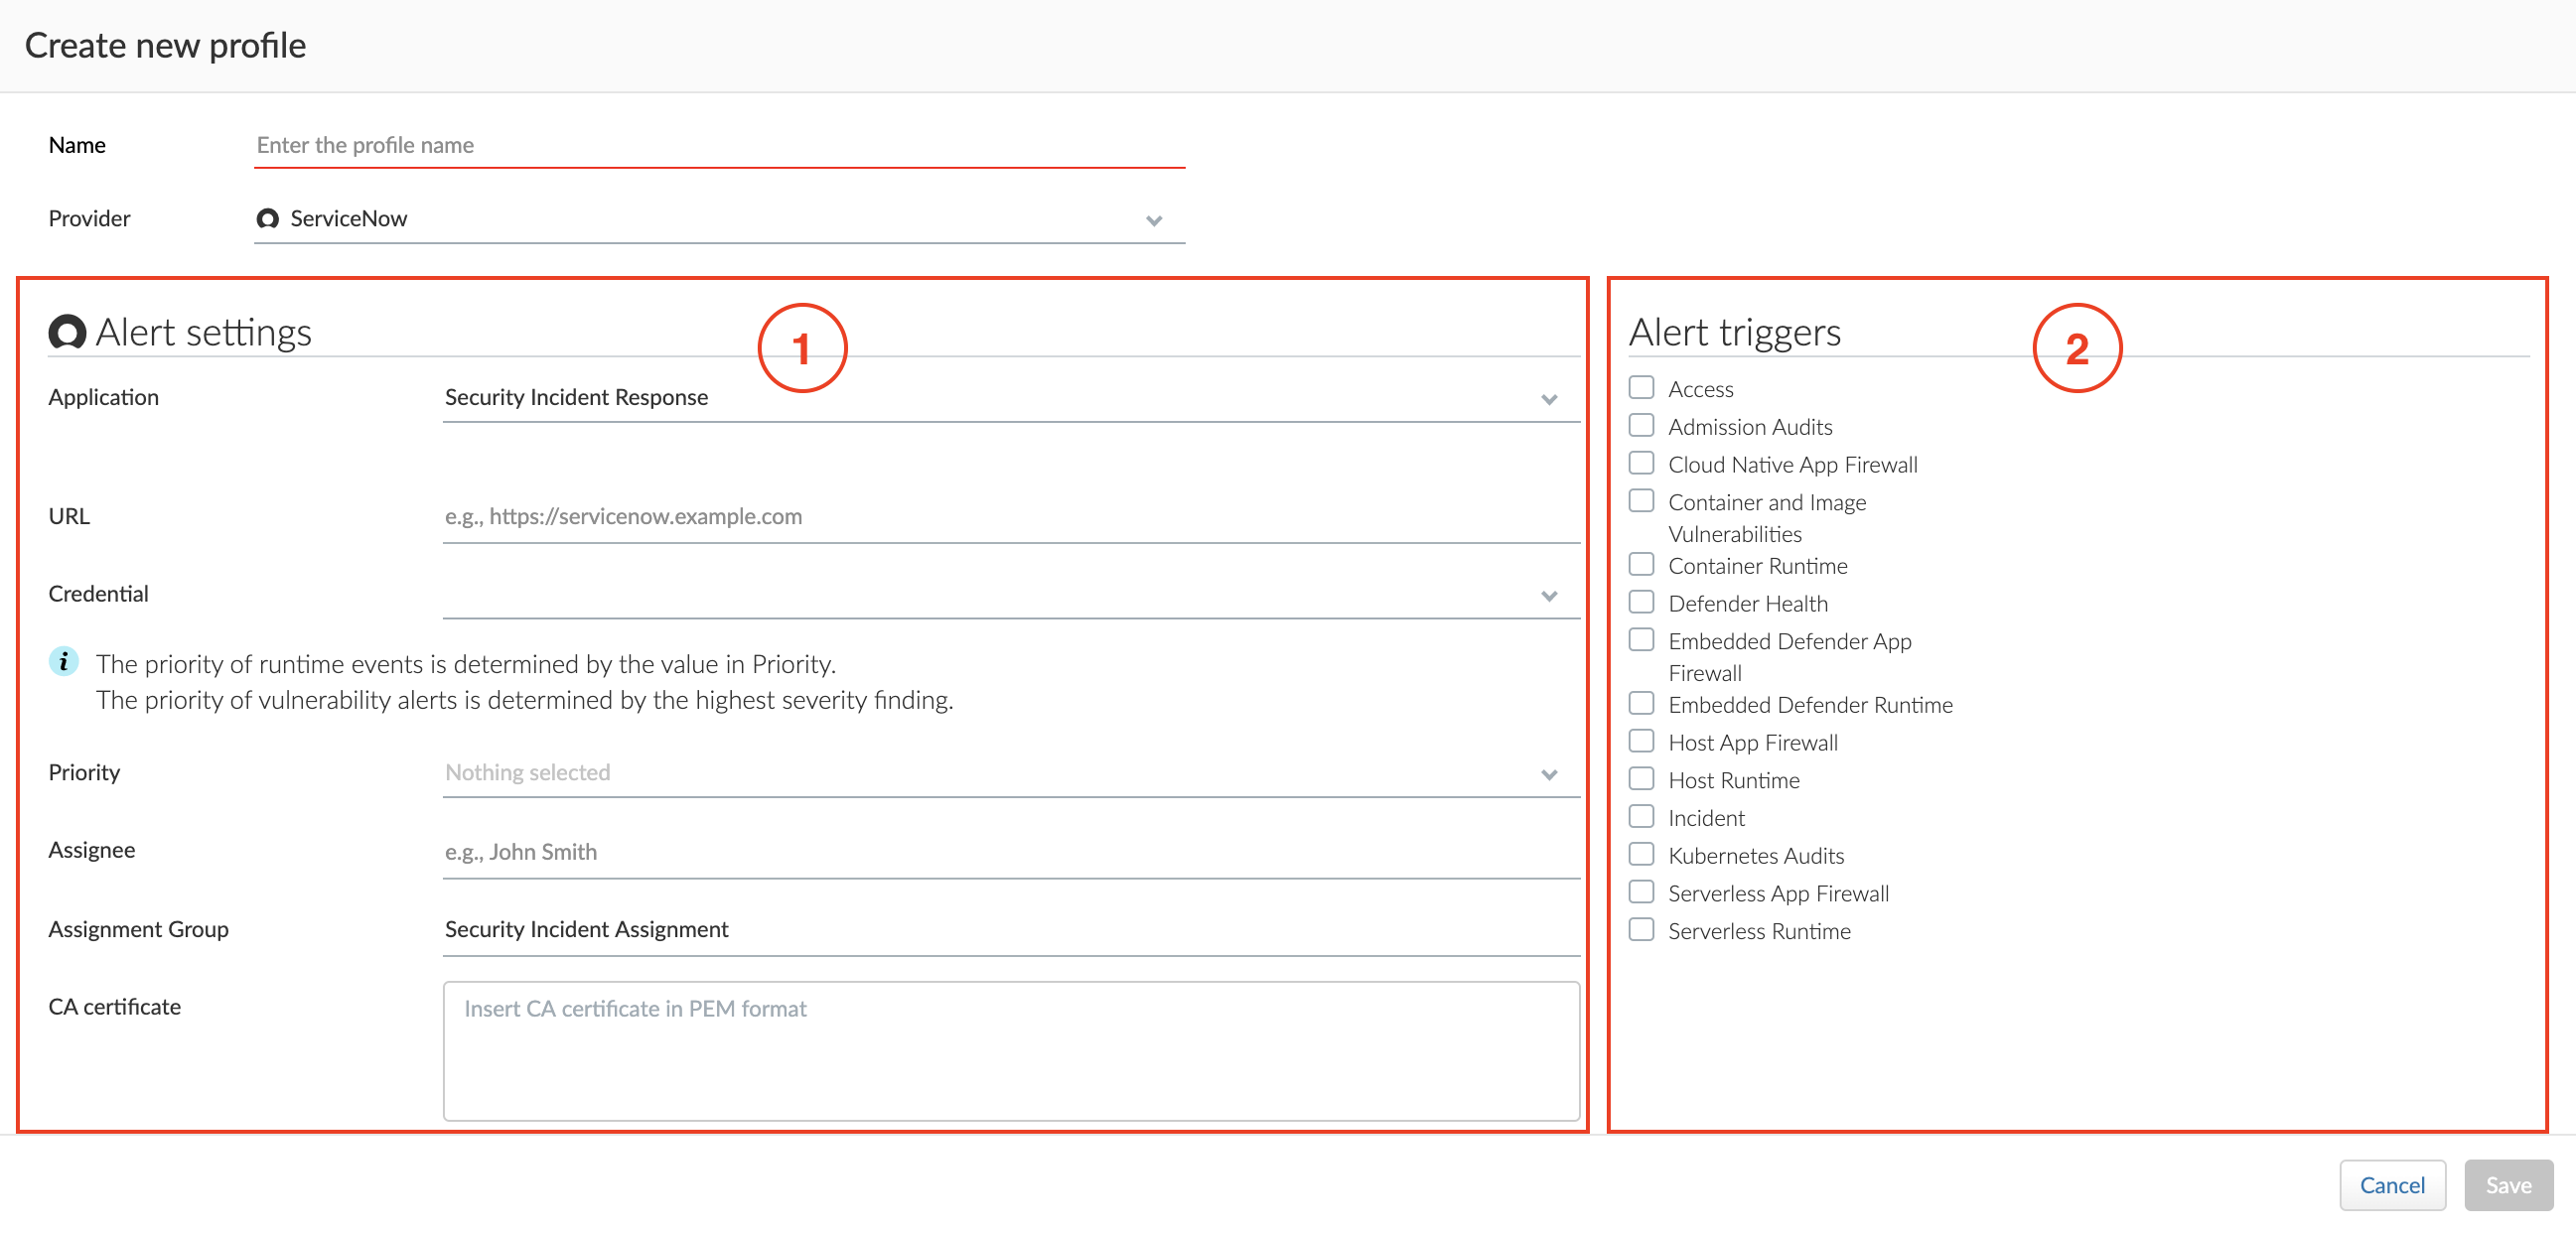 Create new profile
Name
Enter the profile name
Provider
ServiceNow
Alert settings
1
Application
Security Incident Response
URL
e.g., https://servicenow.example.com
Credential
i
The priority of runtime events is determined by the value in Priority.
The priority of vulnerability alerts is determined by the highest severity finding.
Priority
Nothing selected
Assignee
e.g., John Smith
Assignment Group
Security Incident Assignment
CA certificate
Insert CA certificate in PEM format
Alert triggers
2
Access
Admission Audits
Cloud Native App Firewall
Container and Image
Vulnerabilities
Container Runtime
Defender Health
Embedded Defender App
Firewall
Embedded Defender Runtime
Host App Firewall
Host Runtime
Incident
Kubernetes Audits
Serverless App Firewall
Serverless Runtime
Cancel
Save